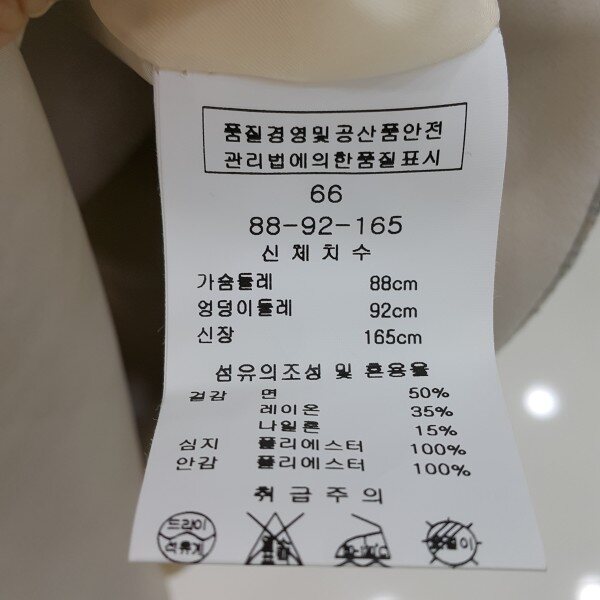 품질경영및공산품안전
관리법에의한품질표시
66
88-92-165
신체치수
가슴둘레 88cm
엉덩이둘레 92cm
신장 165cm
섬유의조성 및 혼용율
겉감 면 50%
레이온 35%
나일론 15%
심지 폴리에스터 100%
안감 폴리에스터 100%
취급주의
드라이
석유계